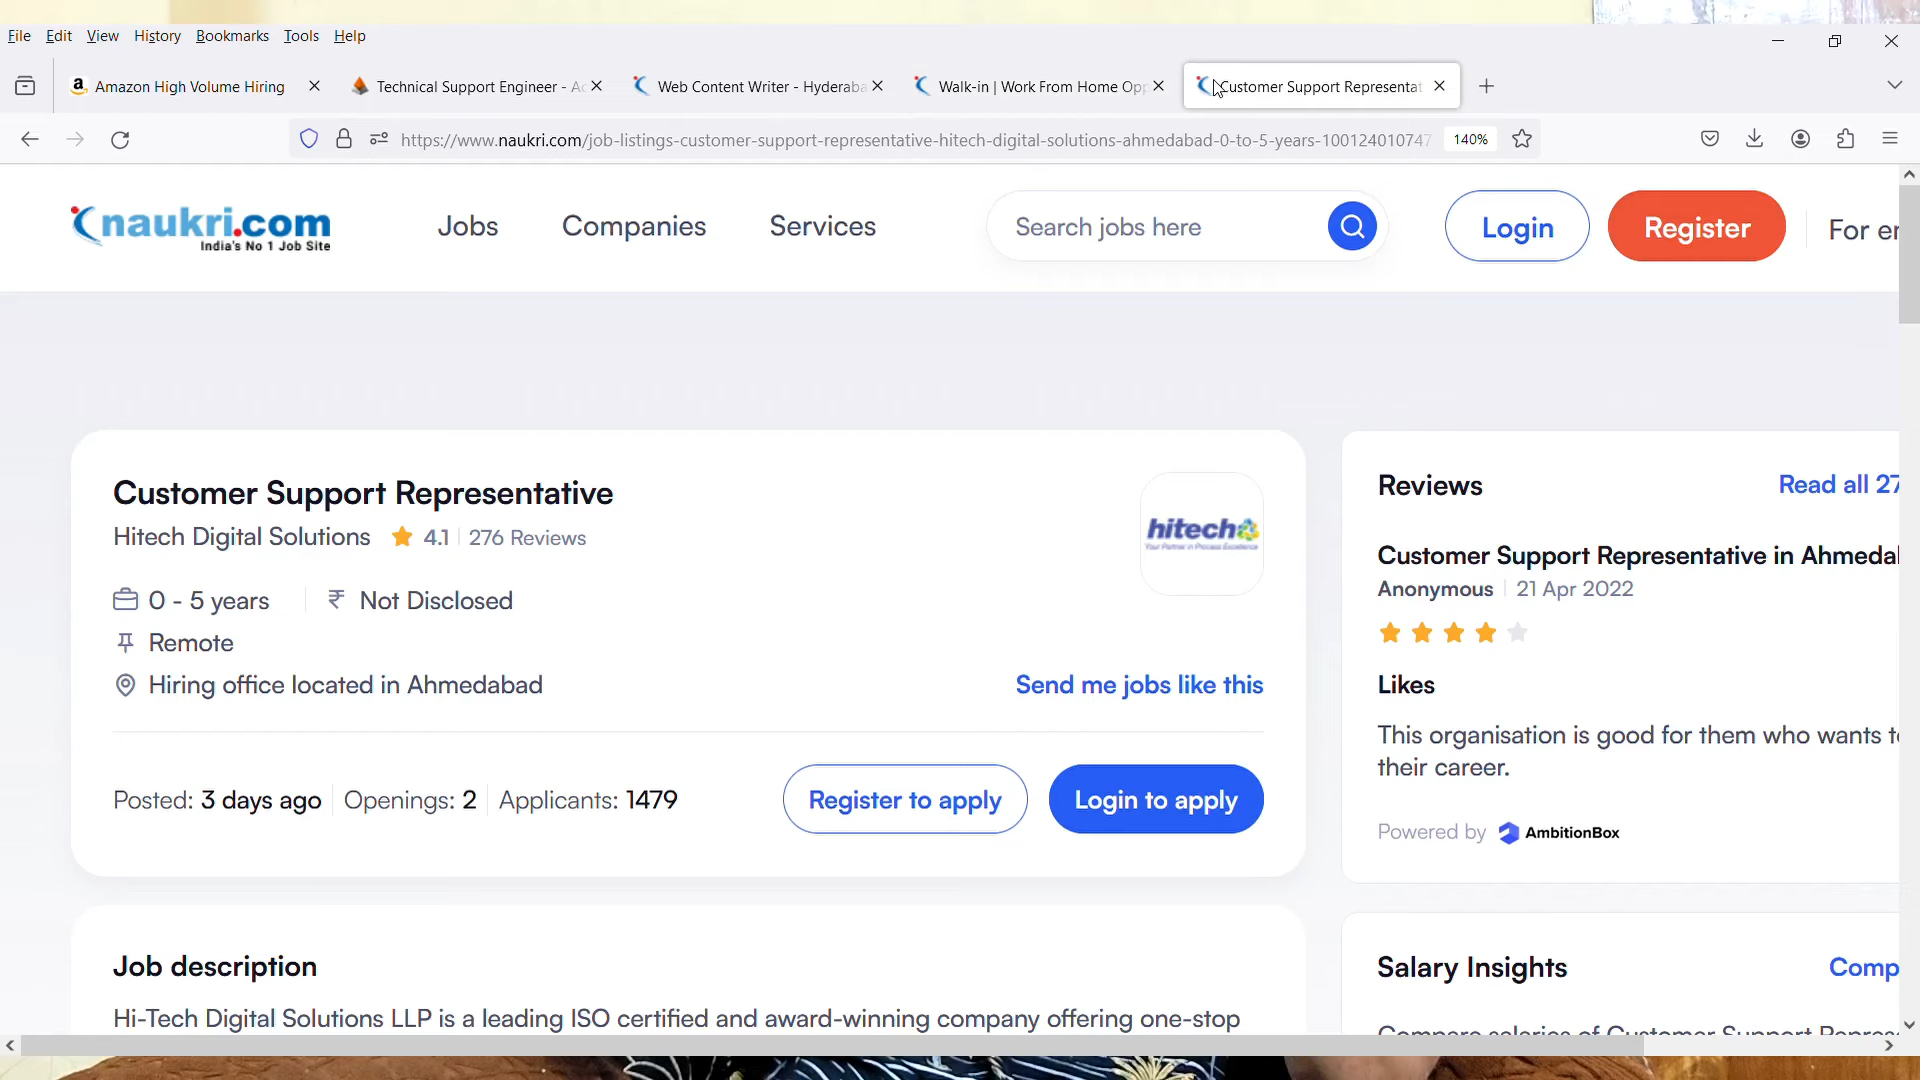 File Edit View History Bookmarks Tools Help
Amazon High Volume Hiring
Technical Support Engineer - Ac
Web Content Writer - Hyderaba
Walk-in | Work From Home Opp
Customer Support Representat
https://www.naukri.com/job-listings-customer-support-representative-hitech-digital-solutions-ahmedabad-0-to-5-years-100124010747
140%
naukri.com
India's No 1 Job Site
Jobs
Companies
Services
Search jobs here
Login
Register
For er
Customer Support Representative
Hitech Digital Solutions 4.1 276 Reviews
hitech
Your Partner in Process Excellence
0 - 5 years ₹ Not Disclosed
Remote
Hiring office located in Ahmedabad
Send me jobs like this
Posted: 3 days ago Openings: 2 Applicants: 1479
Register to apply
Login to apply
Job description
Hi-Tech Digital Solutions LLP is a leading ISO certified and award-winning company offering one-stop
Reviews
Read all 27
Customer Support Representative in Ahmedal
Anonymous 21 Apr 2022
Likes
This organisation is good for them who wants t
their career.
Powered by AmbitionBox
Salary Insights
Comp
Compare salaries of Customer Support Repres